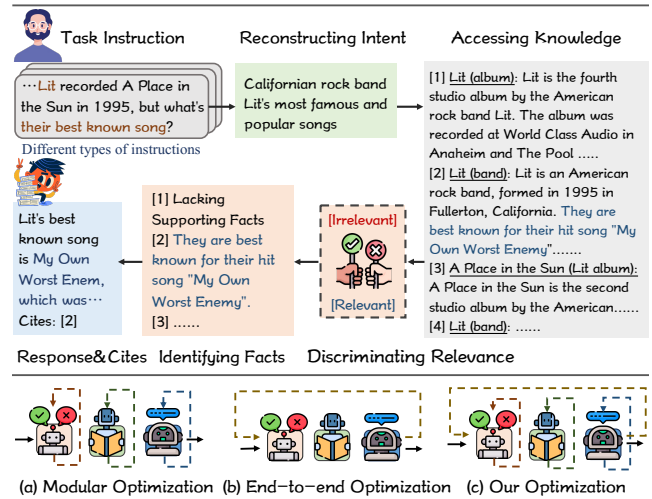 Task Instruction
Reconstructing Intent
Accessing Knowledge
…Lit recorded A Place in
the Sun in 1995, but what's
their best known song?
Different types of instructions
Californian rock band
Lit's most famous and
popular songs
[1] Lit (album): Lit is the fourth
studio album by the American
rock band Lit. The album was
recorded at World Class Audio in
Anaheim and The Pool .....
[2] Lit (band): Lit is an American
rock band, formed in 1995 in
Fullerton, California. They are
best known for their hit song "My
Own Worst Enemy".......
[3] A Place in the Sun (Lit album):
A Place in the Sun is the second
studio album by the American......
[4] Lit (band): ......
[Irrelevant]
[Relevant]
[1] Lacking
Supporting Facts
[2] They are best
known for their hit
song "My Own
Worst Enemy".
[3] ......
Lit's best
known song
is My Own
Worst Enem,
which was…
Cites: [2]
Response&Cites
Identifying Facts
Discriminating Relevance
(a) Modular Optimization
(b) End-to-end Optimization
(c) Our Optimization